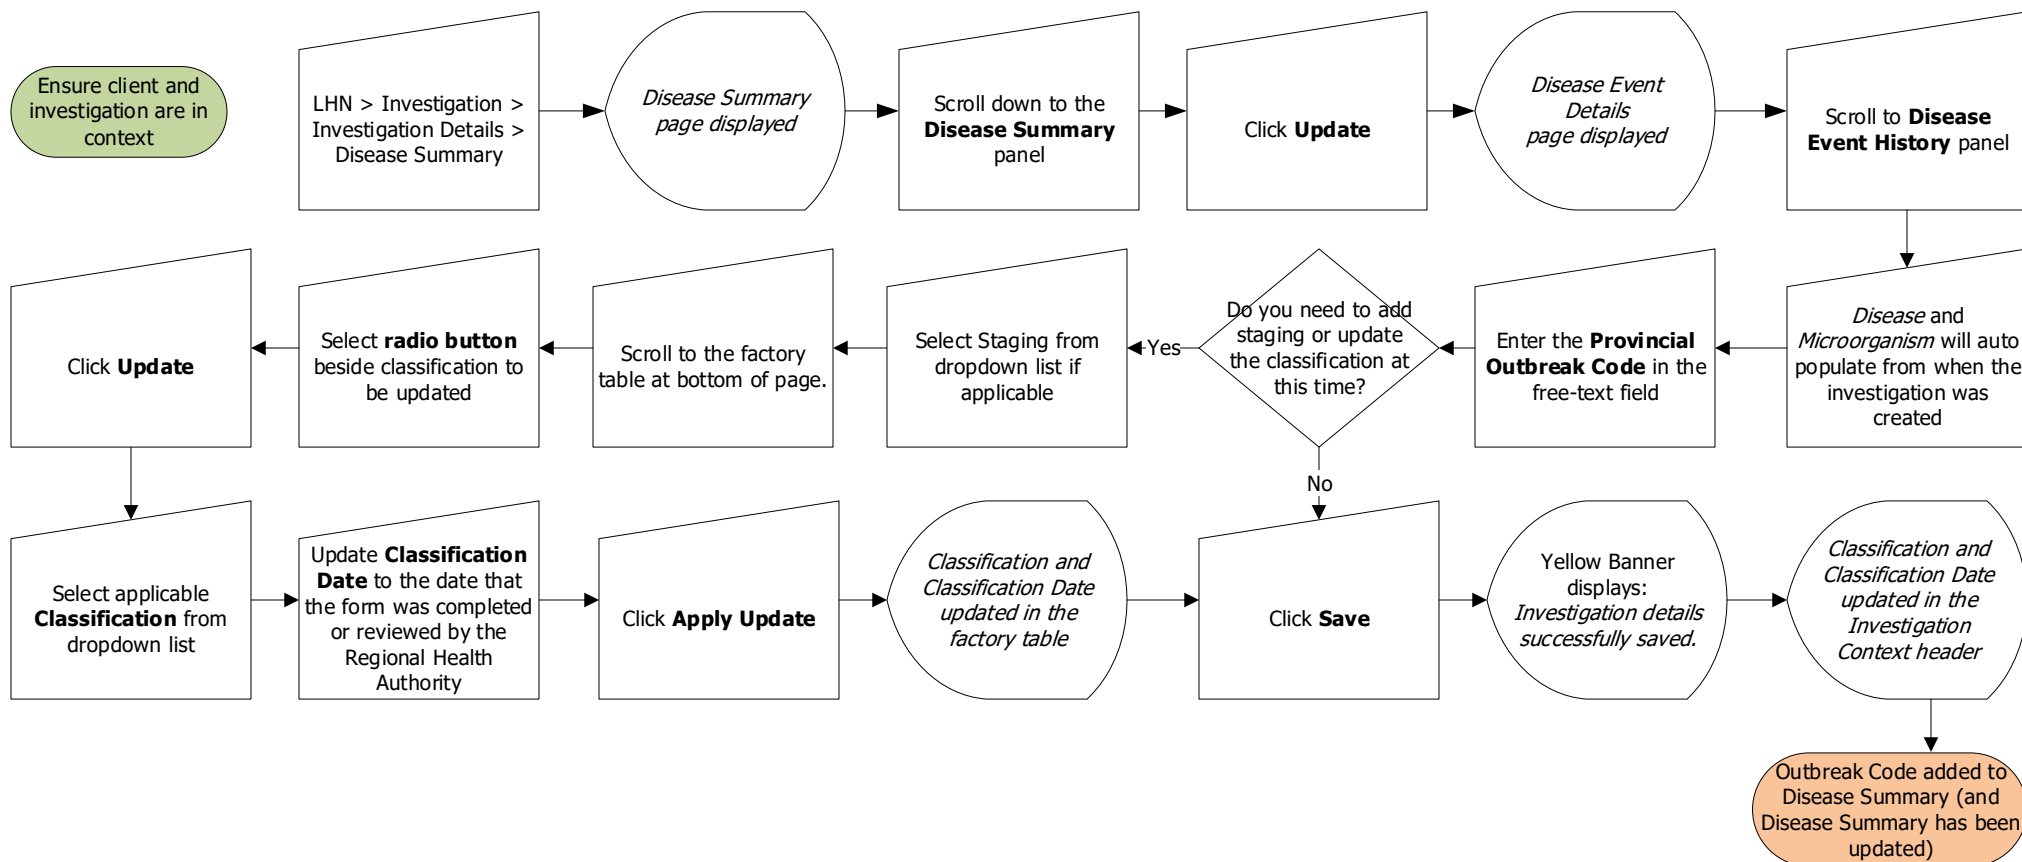 Ensure client and
investigation are in
context
LHN > Investigation >
Investigation Details >
Disease Summary
Disease Summary
page displayed
Scroll down to the
Disease Summary
panel
Click Update
Disease Event
Details
page displayed
Scroll to Disease
Event History panel
Disease and
Microorganism will auto
populate from when the
investigation was
created
Enter the Provincial
Outbreak Code in the
free-text field
Do you need to add
staging or update
the classification at
this time?
Yes
Select Staging from
dropdown list if
applicable
Scroll to the factory
table at bottom of page.
Select radio button
beside classification to
be updated
Click Update
No
Select applicable
Classification from
dropdown list
Update Classification
Date to the date that
the form was completed
or reviewed by the
Regional Health
Authority
Click Apply Update
Classification and
Classification Date
updated in the
factory table
Click Save
Yellow Banner
displays:
Investigation details
successfully saved.
Classification and
Classification Date
updated in the
Investigation
Context header
Outbreak Code added to
Disease Summary (and
Disease Summary has been
updated)